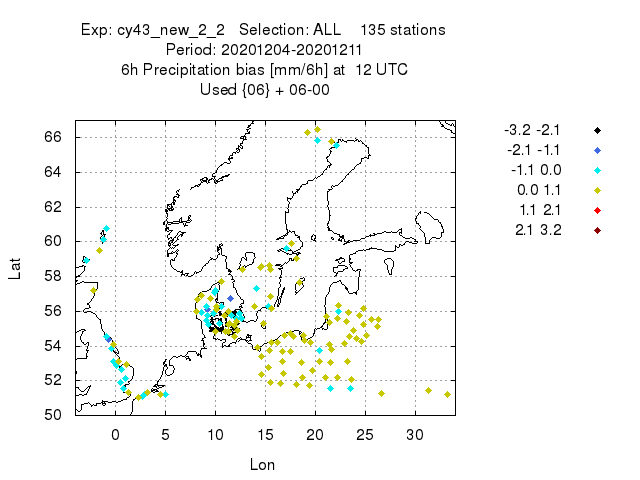 Exp: cy43_new_2_2   Selection: ALL    135 stations
Period: 20201204-20201211
6h Precipitation bias [mm/6h] at  12 UTC
Used {06} + 06-00
-3.2 -2.1
-2.1 -1.1
-1.1 0.0
0.0 1.1
1.1 2.1
2.1 3.2
66
64
62
60
58
56
54
52
50
Lat
0 5 10 15 20 25 30
Lon